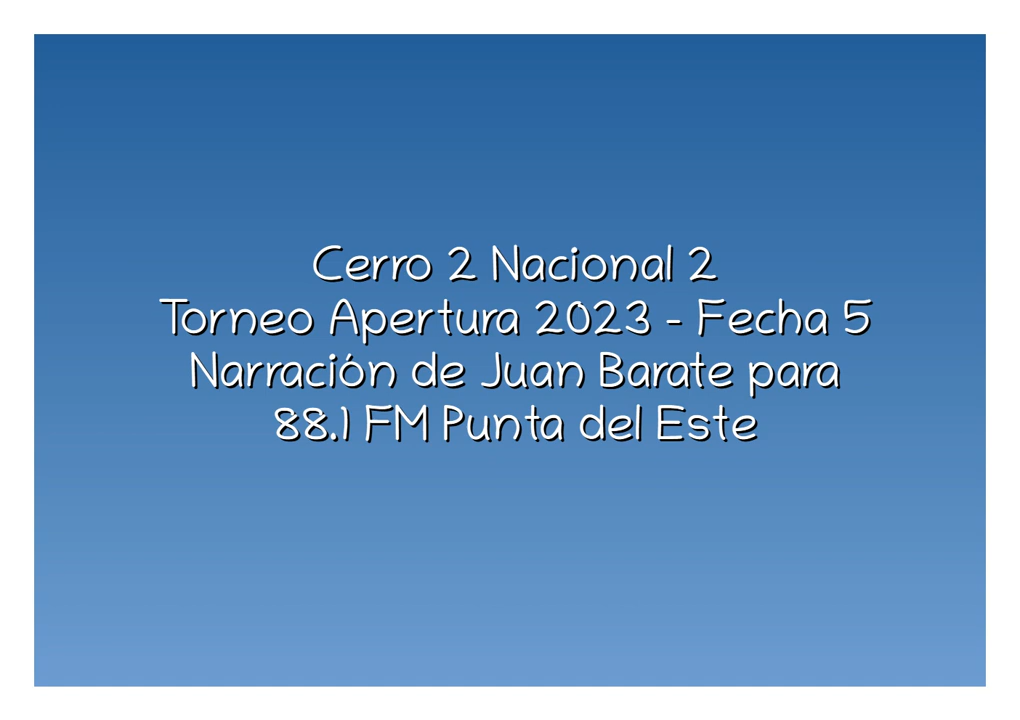 Cerro 2 Nacional 2
Torneo Apertura 2023 - Fecha 5
Narración de Juan Barate para
88.1 FM Punta del Este